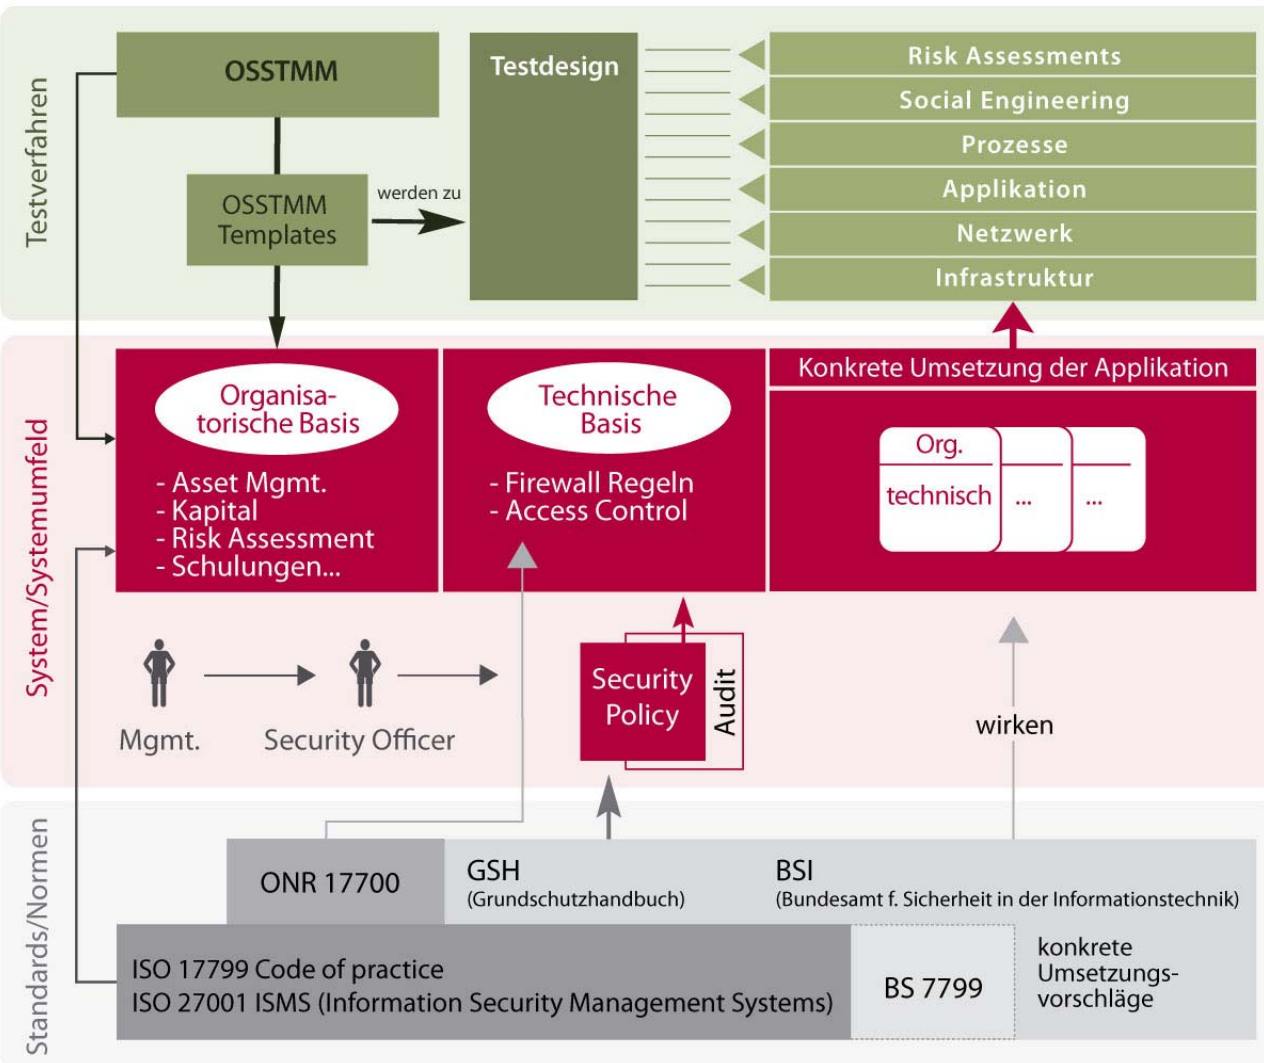 Testverfahren
OSSTMM
OSSTMM
Templates
werden zu
Testdesign
Risk Assessments
Social Engineering
Prozesse
Applikation
Netzwerk
Infrastruktur
System/Systemumfeld
Organisa-
torische Basis
- Asset Mgmt.
- Kapital
- Risk Assessment
- Schulungen...
Technische
Basis
- Firewall Regeln
- Access Control
Konkrete Umsetzung der Applikation
Org.
technisch
...
...
Mgmt.
Security Officer
Security
Policy
Audit
wirken
Standards/Normen
ONR 17700
GSH
(Grundschutzhandbuch)
BSI
(Bundesamt f. Sicherheit in der Informationstechnik)
ISO 17799 Code of practice
ISO 27001 ISMS (Information Security Management Systems)
BS 7799
konkrete
Umsetzungs-
vorschläge